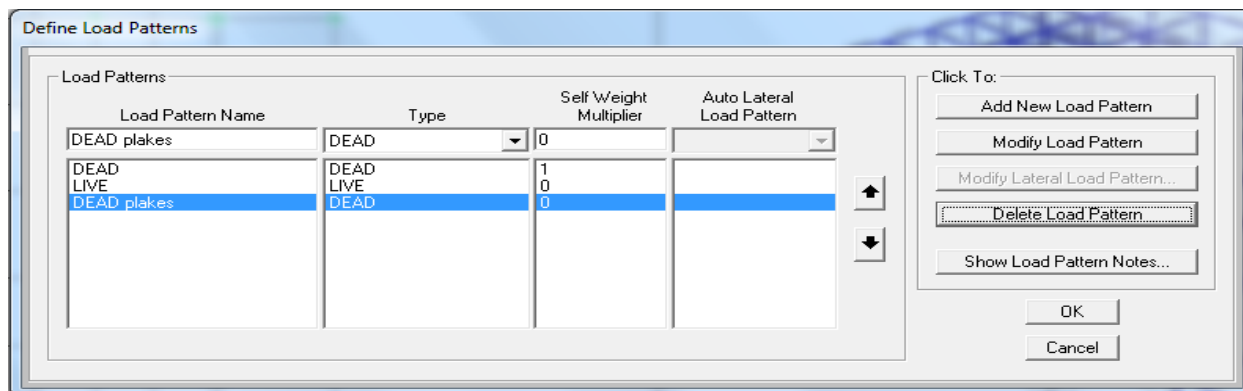 Define Load Patterns
Load Patterns
Click To:
Self Weight Auto Lateral
Load Pattern Name Type Multiplier Load Pattern
DEAD plakes DEAD 0
DEAD DEAD 1
LIVE LIVE 0
DEAD plakes DEAD 0
Add New Load Pattern
Modify Load Pattern
Modify Lateral Load Pattern...
Delete Load Pattern
Show Load Pattern Notes...
OK
Cancel